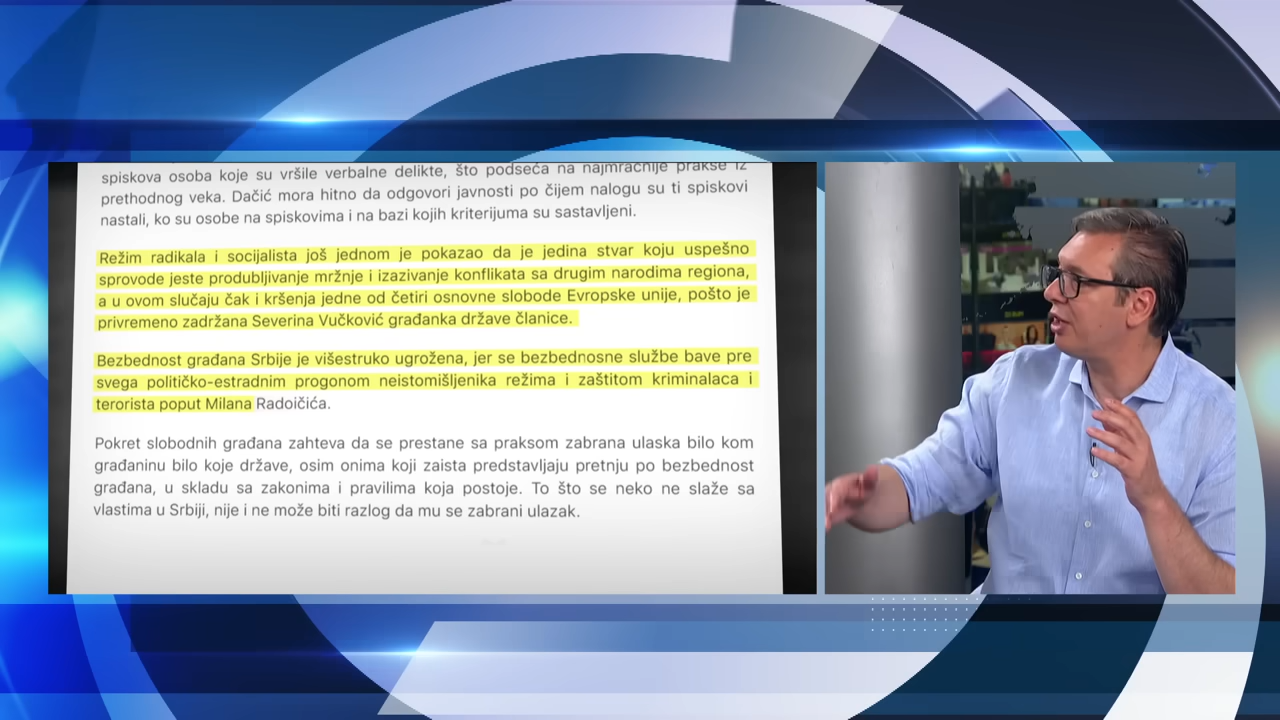 spiskova osoba koje su vršile verbalne delikte, što podseća na najmračnije prakse iz
prethodnog veka. Dačić mora hitno da odgovori javnosti po čijem nalogu su ti spiskovi
nastali, ko su osobe na spiskovima i na bazi kojih kriterijuma su sastavljeni.
Režim radikala i socijalista još jednom je pokazao da je jedina stvar koju uspešno
sprovode jeste produbljivanje mržnje i izazivanje konflikata sa drugim narodima regiona,
a u ovom slučaju čak i kršenja jedne od četiri osnovne slobode Evropske unije, pošto je
privremeno zadržana Severina Vučković građanka države članice.
Bezbednost građana Srbije je višestruko ugrožena, jer se bezbednosne službe bave pre
svega političko-estradnim progonom neistomišljenika režima i zaštitom kriminalaca i
terorista poput Milana Radoičića.
Pokret slobodnih građana zahteva da se prestane sa praksom zabrana ulaska bilo kom
građaninu bilo koje države, osim onima koji zaista predstavljaju pretnju po bezbednost
građana, u skladu sa zakonima i pravilima koja postoje. To što se neko ne slaže sa
vlastima u Srbiji, nije i ne može biti razlog da mu se zabrani ulazak.